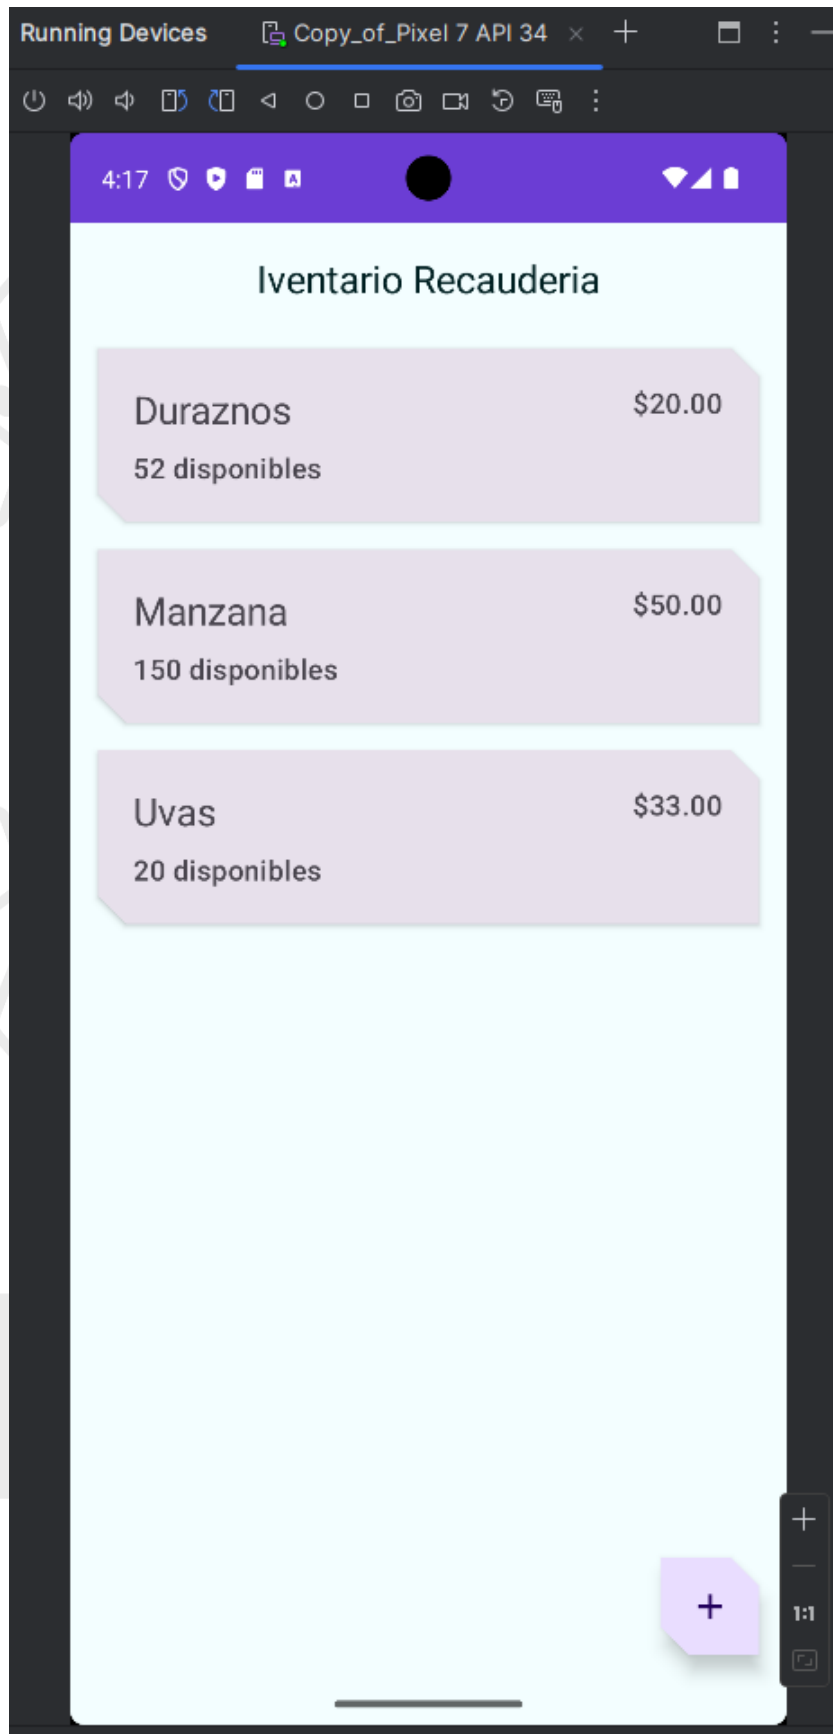 Running Devices Copy_of_Pixel 7 API 34
4:17
Iventario Recauderia
Duraznos $20.00
52 disponibles
Manzana $50.00
150 disponibles
Uvas $33.00
20 disponibles
1:1